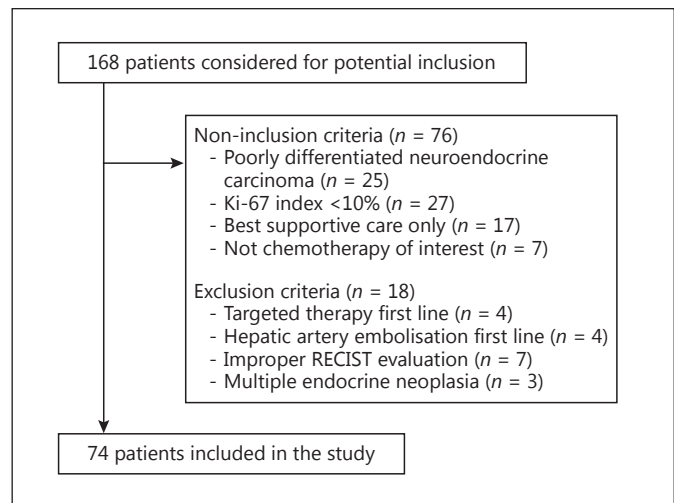 168 patients considered for potential inclusion
Non-inclusion criteria (n = 76)
- Poorly differentiated neuroendocrine
carcinoma (n = 25)
- Ki-67 index <10% (n = 27)
- Best supportive care only (n = 17)
- Not chemotherapy of interest (n = 7)
Exclusion criteria (n = 18)
- Targeted therapy first line (n = 4)
- Hepatic artery embolisation first line (n = 4)
- Improper RECIST evaluation (n = 7)
- Multiple endocrine neoplasia (n = 3)
74 patients included in the study